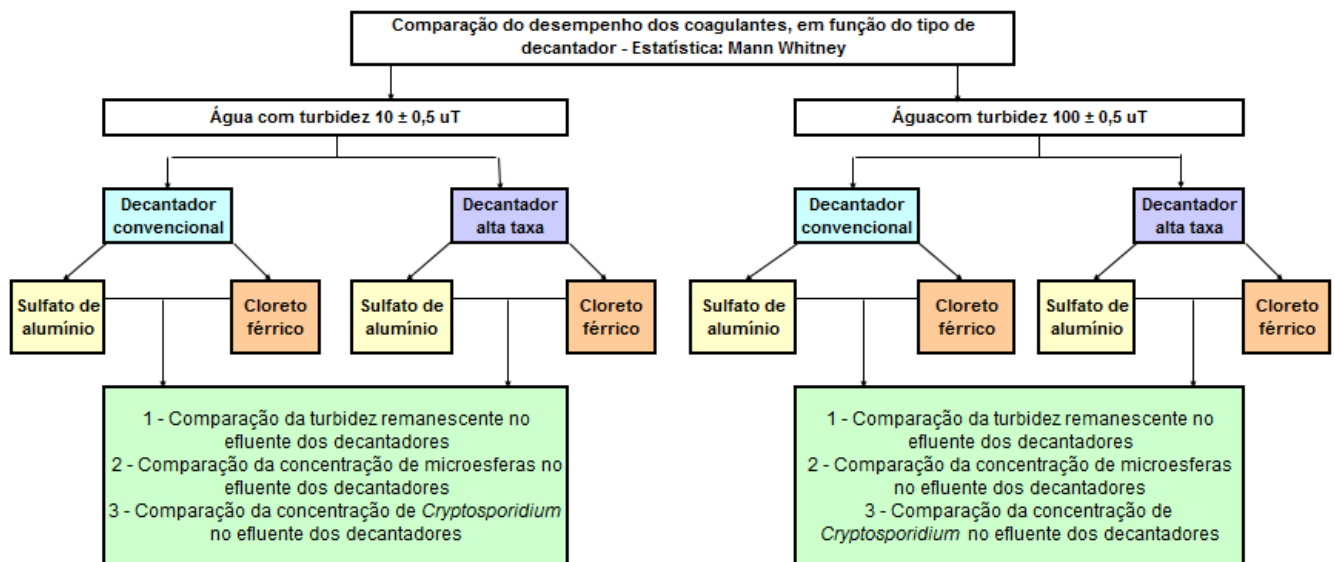 Comparação do desempenho dos coagulantes, em função do tipo de
decantador - Estatística: Mann Whitney
Água com turbidez 10 ± 0,5 uT
Águacom turbidez 100 ± 0,5 uT
Decantador
convencional
Decantador
alta taxa
Decantador
convencional
Decantador
alta taxa
Sulfato de
alumínio
Cloreto
férrico
Sulfato de
alumínio
Cloreto
férrico
Sulfato de
alumínio
Cloreto
férrico
Sulfato de
alumínio
Cloreto
férrico
1 - Comparação da turbidez remanescente no
efluente dos decantadores
2 - Comparação da concentração de microesferas no
efluente dos decantadores
3 - Comparação da concentração de Cryptosporidium
no efluente dos decantadores
1 - Comparação da turbidez remanescente no
efluente dos decantadores
2 - Comparação da concentração de microesferas
no efluente dos decantadores
3 - Comparação da concentração de
Cryptosporidium no efluente dos decantadores